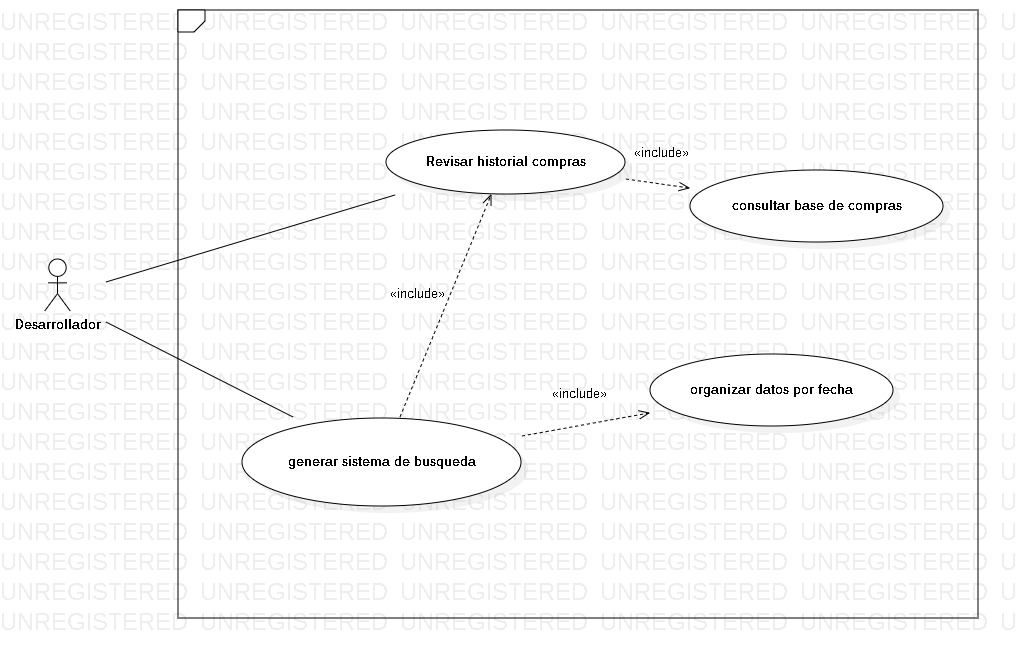 Revisar historial compras
«include»
consultar base de compras
«include»
Desarrollador
organizar datos por fecha
«include»
generar sistema de busqueda
UNREGISTERED